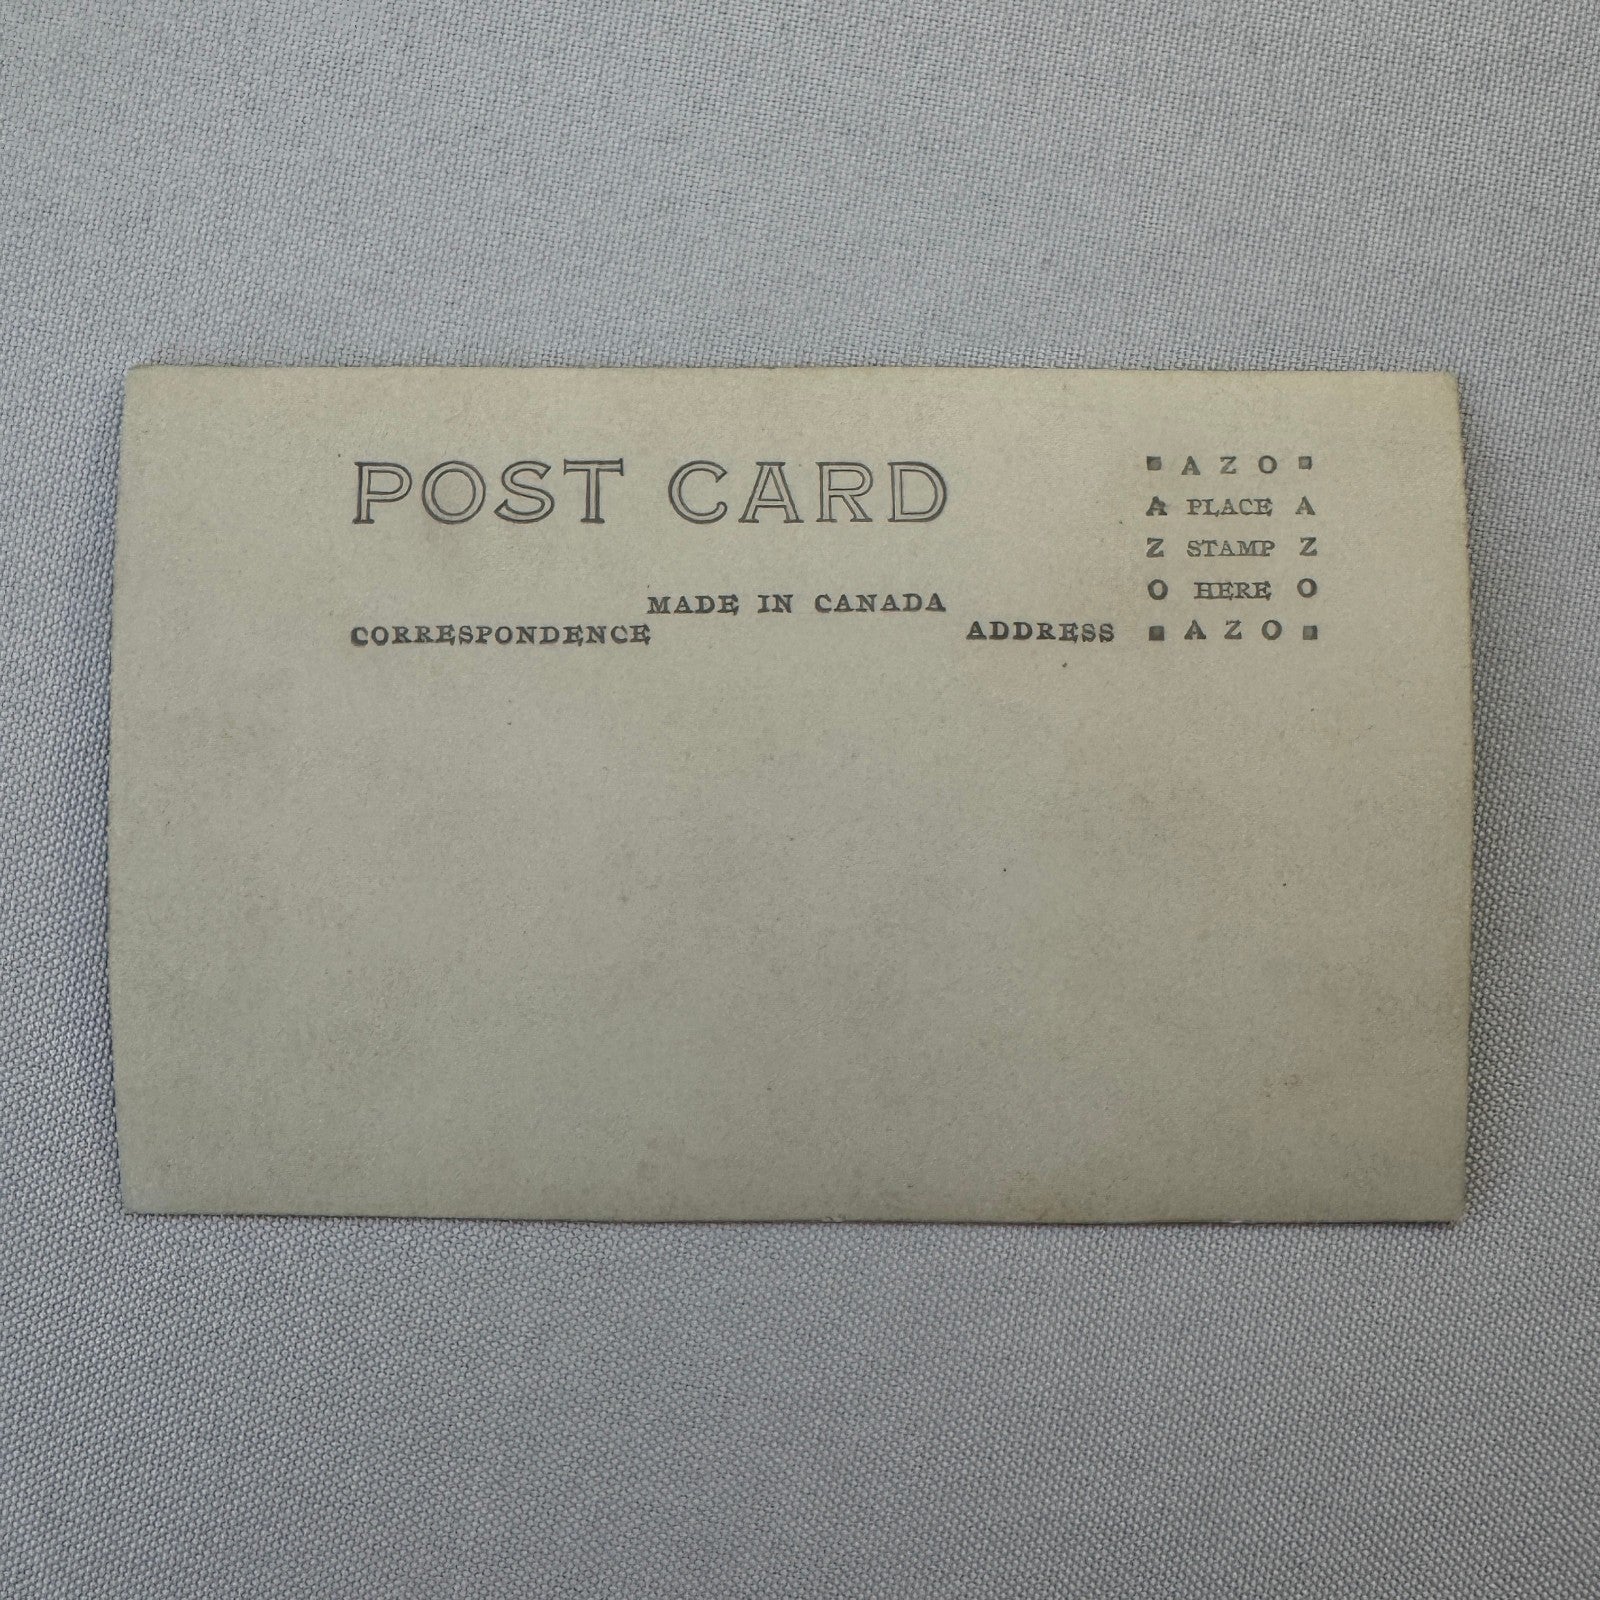 POST CARD
MADE IN CANADA
CORRESPONDENCE
ADDRESS
AZO
A PLACE A
Z STAMP Z
O HERE O
AZO